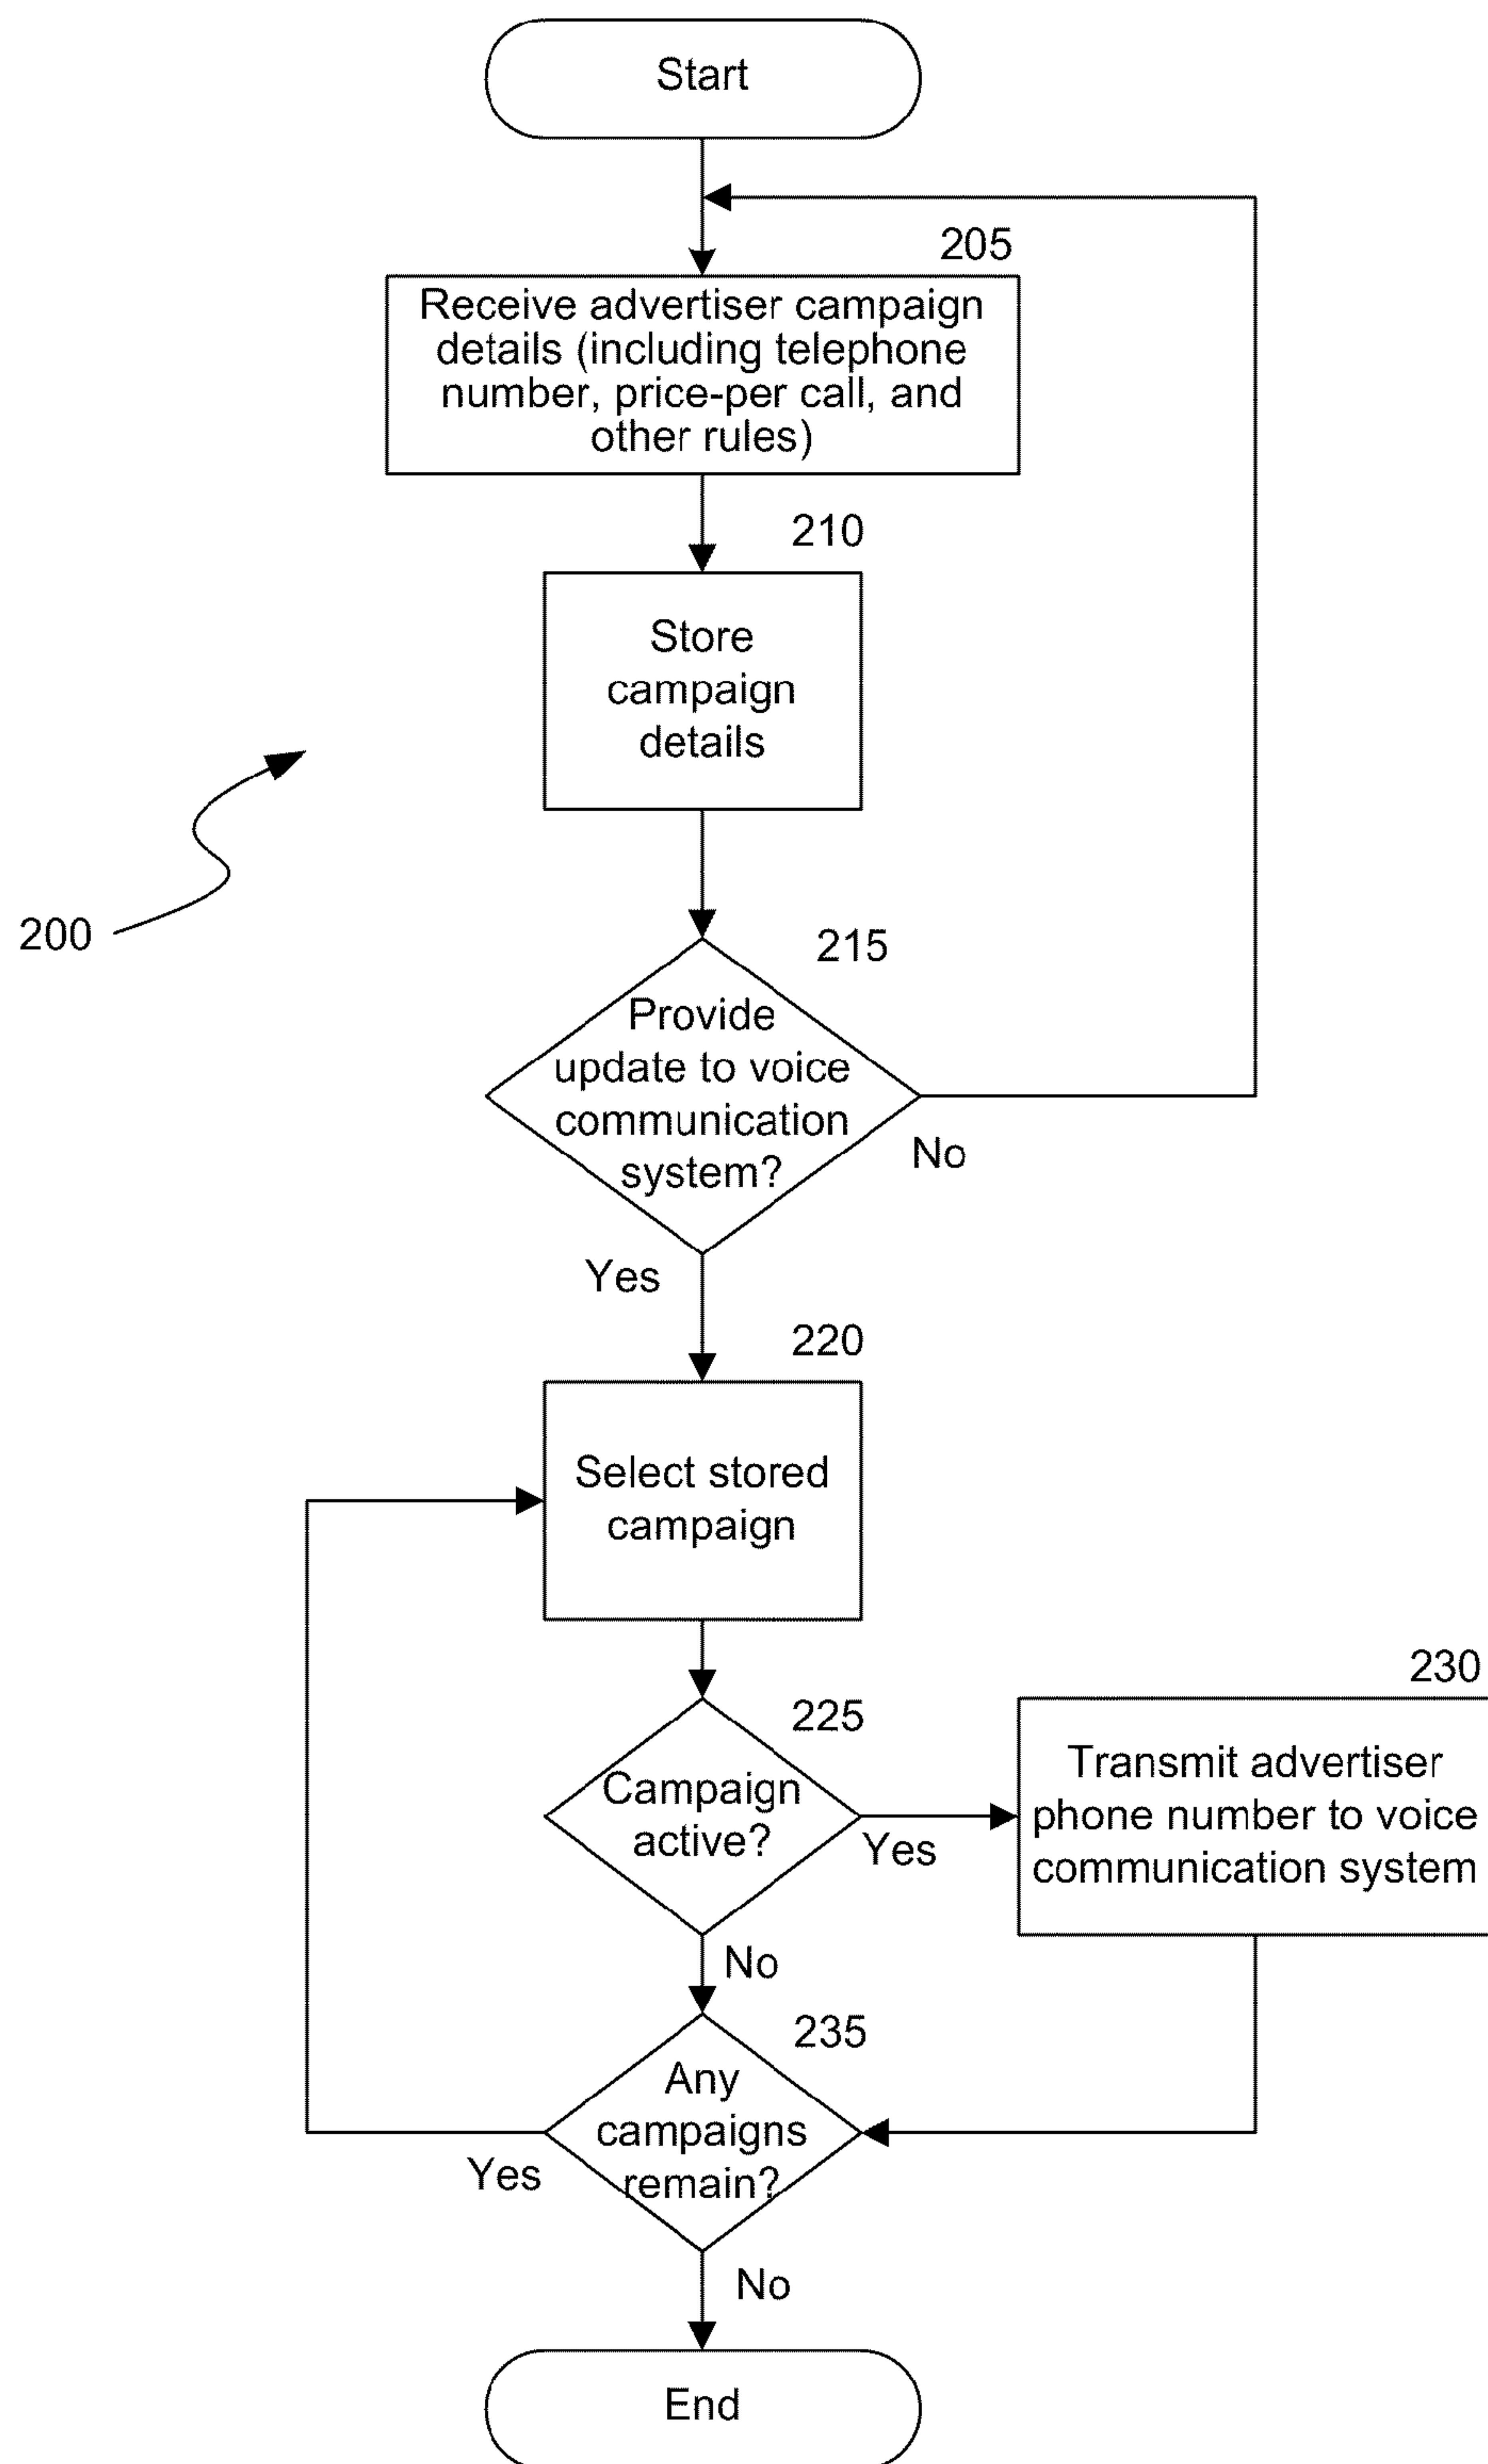 Start
205
Receive advertiser campaign
details (including telephone
number, price-per call, and
other rules)
210
Store
campaign
details
200
215
Provide
update to voice
communication
system?
No
Yes
220
Select stored
campaign
225
Campaign
active?
Yes
230
Transmit advertiser
phone number to voice
communication system
No
235
Any
campaigns
remain?
Yes
No
End